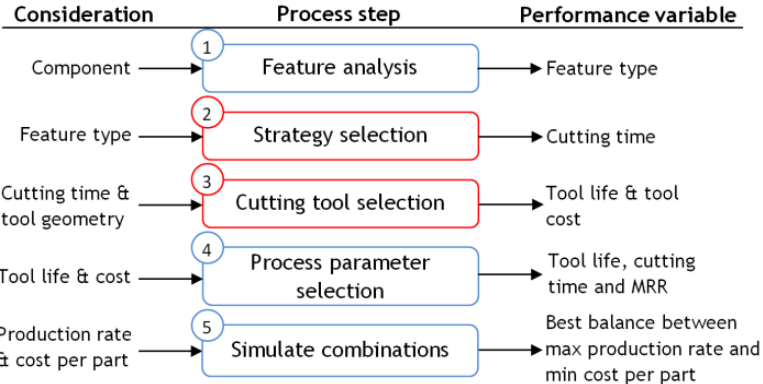 Consideration Process step Performance variable
1
Component Feature analysis Feature type
2
Feature type Strategy selection Cutting time
3
Cutting time &
tool geometry
Cutting tool selection
Tool life & tool
cost
4
Tool life & cost
Process parameter
selection
Tool life, cutting
time and MRR
5
Production rate
& cost per part
Simulate combinations
Best balance between
max production rate and
min cost per part